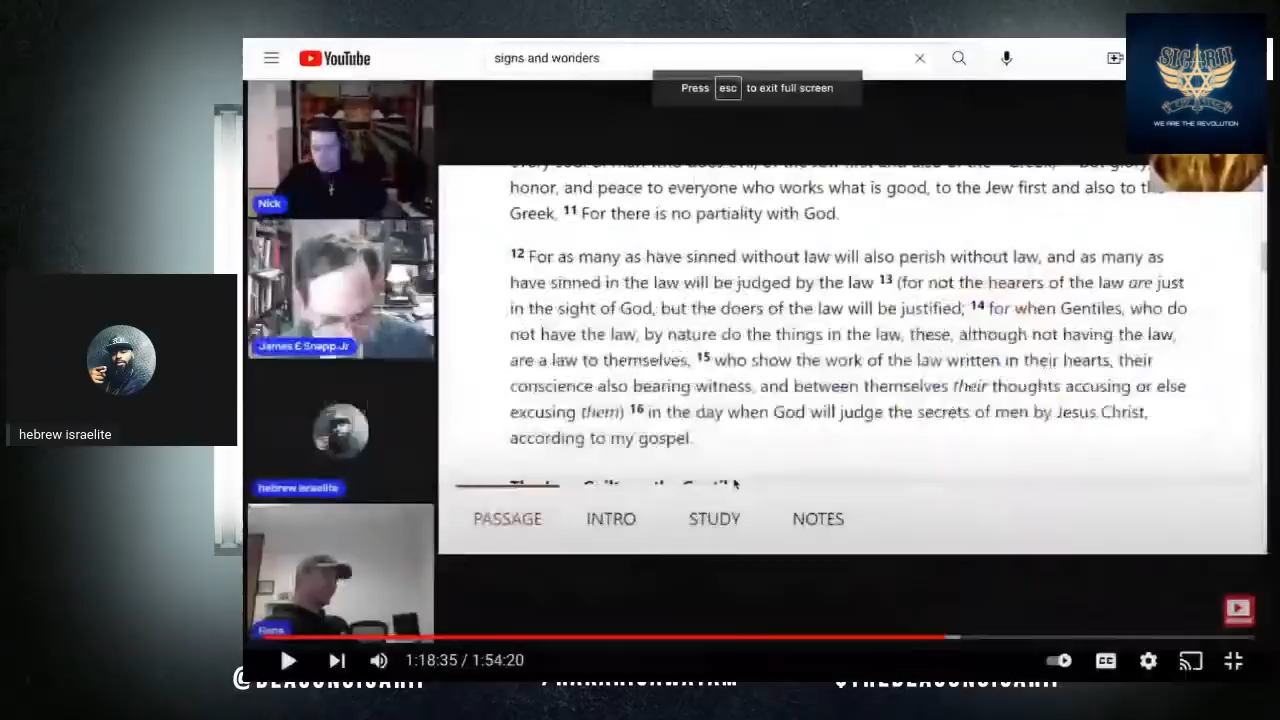 YouTube
signs and wonders
Press esc to exit full screen
SICARII
WE ARE THE REVOLUTION
Nick
James E Snapp Jr
hebrew israelite
hebrew israelite
honor, and peace to everyone who works what is good, to the Jew first and also to
Greek. 11 For there is no partiality with God.
12 For as many as have sinned without law will also perish without law, and as many as
have sinned in the law will be judged by the law 13 (for not the hearers of the law are just
in the sight of God, but the doers of the law will be justified; 14 for when Gentiles, who do
not have the law, by nature do the things in the law, these, although not having the law,
are a law to themselves, 15 who show the work of the law written in their hearts, their
conscience also bearing witness, and between themselves their thoughts accusing or else
excusing them) 16 in the day when God will judge the secrets of men by Jesus Christ,
according to my gospel.
PASSAGE INTRO STUDY NOTES
1:18:35 / 1:54:20
CC